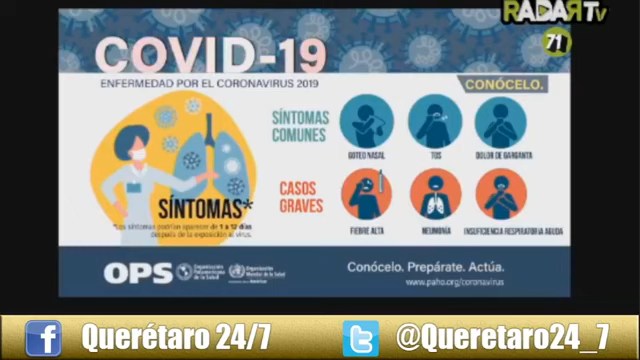 RADAR Tv
71
COVID-19
ENFERMEDAD POR EL CORONAVIRUS 2019
CONÓCELO.
SÍNTOMAS COMUNES
GOTEO NASAL
TOS
DOLOR DE GARGANTA
CASOS GRAVES
FIEBRE ALTA
NEUMONÍA
INSUFICIENCIA RESPIRATORIA AGUDA
SÍNTOMAS*
*Los síntomas podrían aparecer de 1 a 12 días
después de la exposición al virus.
OPS
Organización Panamericana de la Salud
Organización Mundial de la Salud
Américas
Conócelo. Prepárate. Actúa.
www.paho.org/coronavirus
Querétaro 24/7
@Queretaro24_7